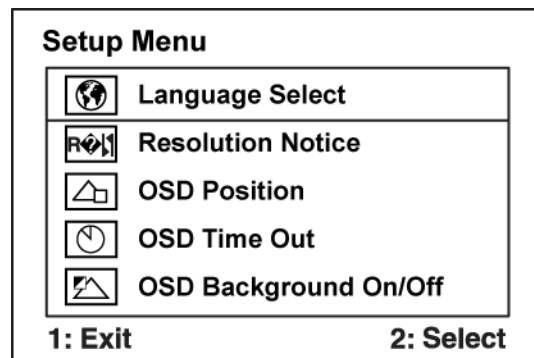 Setup Menu
Language Select
Resolution Notice
OSD Position
OSD Time Out
OSD Background On/Off
1: Exit 2: Select